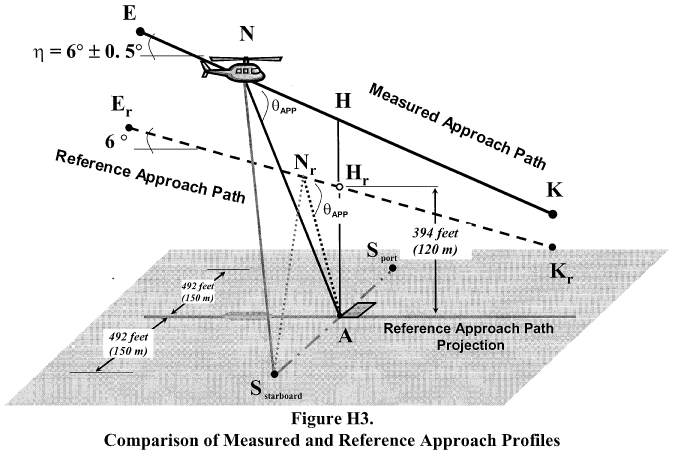 E
N
η = 6° ± 0. 5°
θAPP
Er
H
Measured Approach
Path
6 °
Reference Approach Path
Nr
Hr
θAPP
K
394 feet
(120 m)
Sport
Kr
492 feet
(150 m)
492 feet
(150 m)
A
Reference Approach Path
Projection
Sstarboard
Figure H3.
Comparison of Measured and Reference Approach Profiles